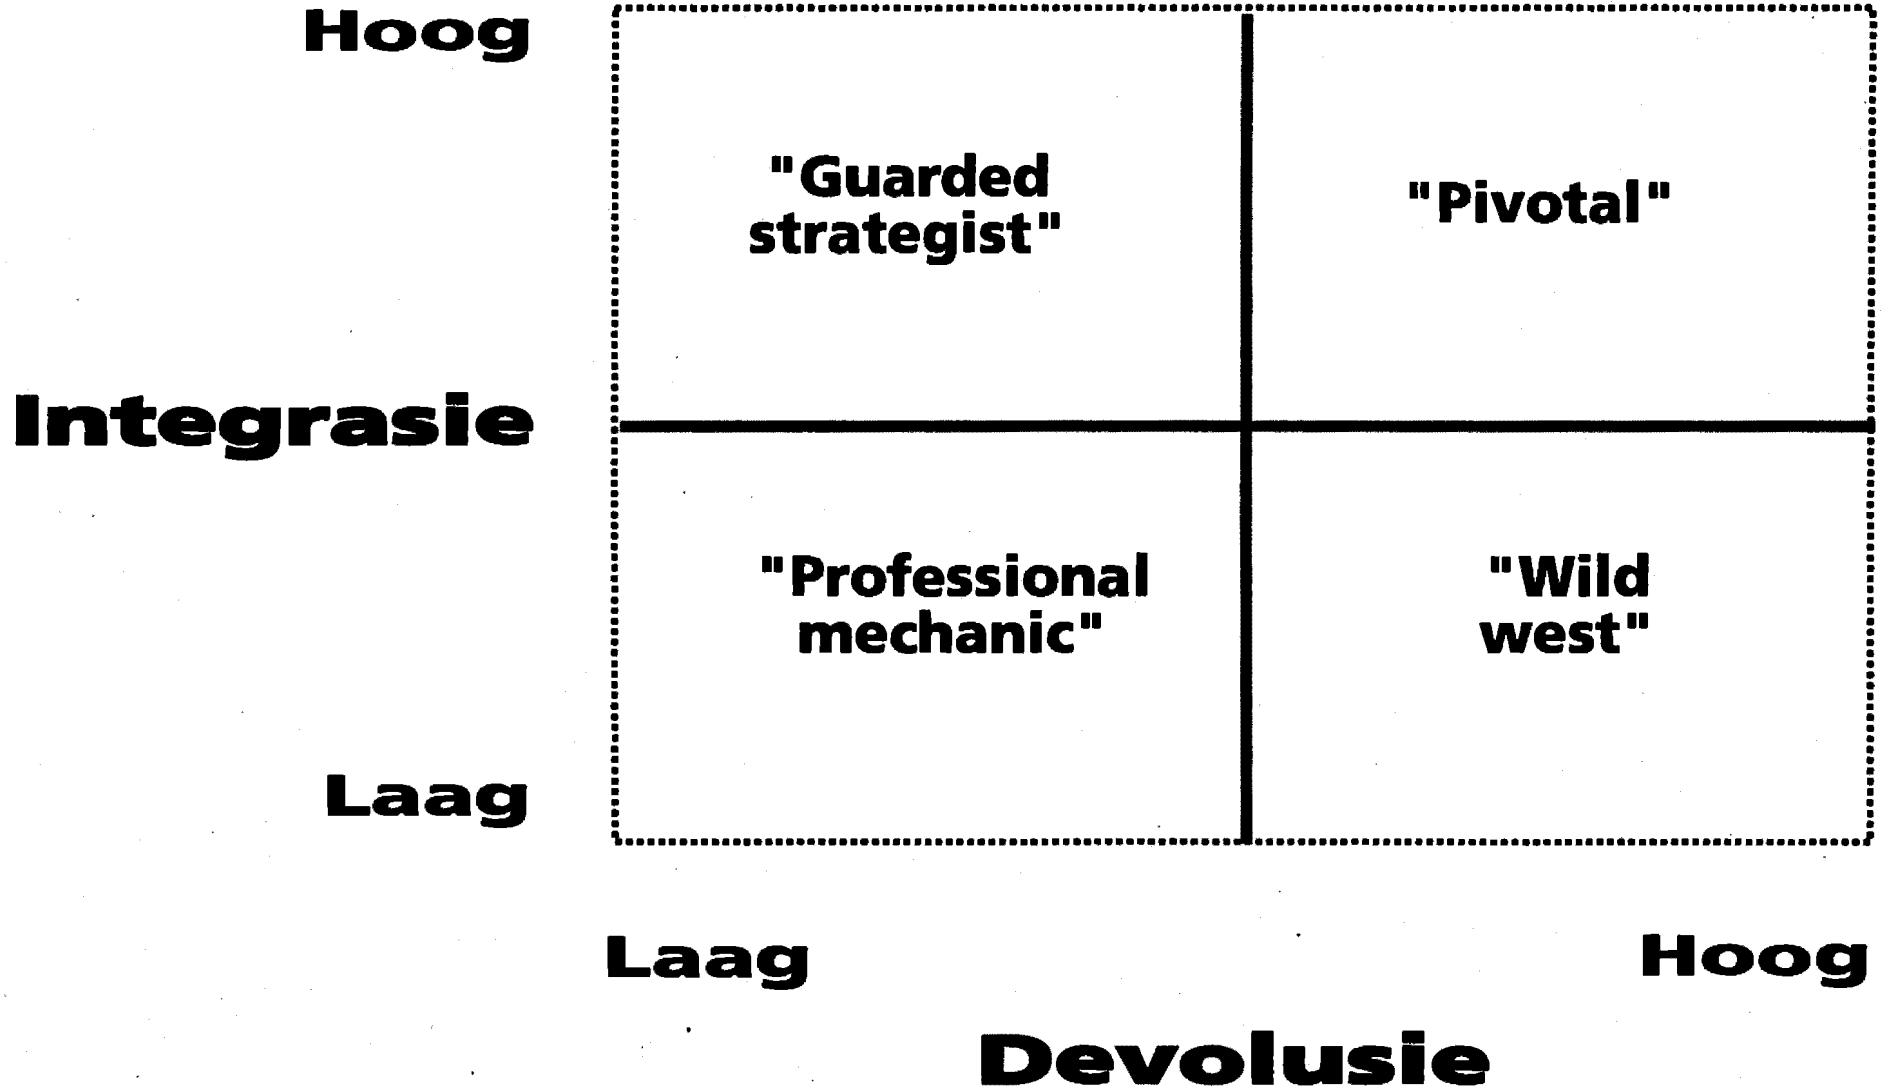 Hoog
"Guarded
strategist"
"Pivotal"
Integrasie
"Professional
mechanic"
"Wild
west"
Laag
Laag
Hoog
Devolusie